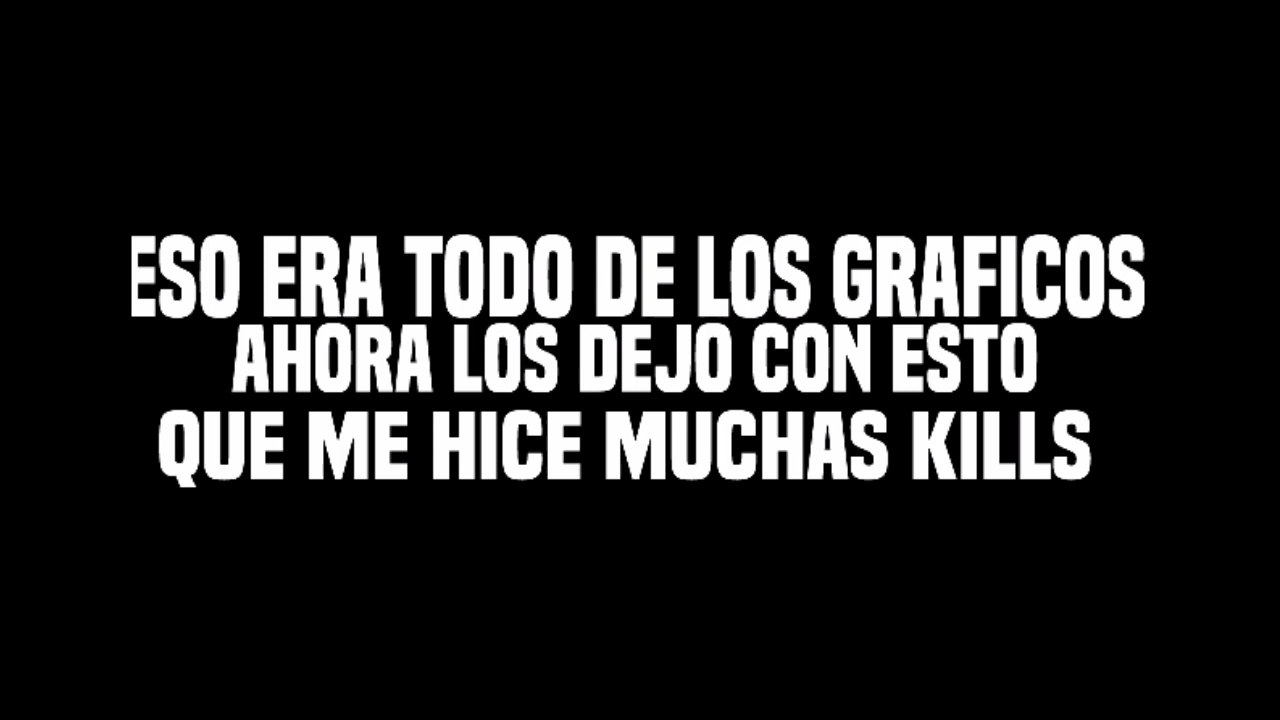 ESO ERA TODO DE LOS GRAFICOS
AHORA LOS DEJO CON ESTO
QUE ME HICE MUCHAS KILLS